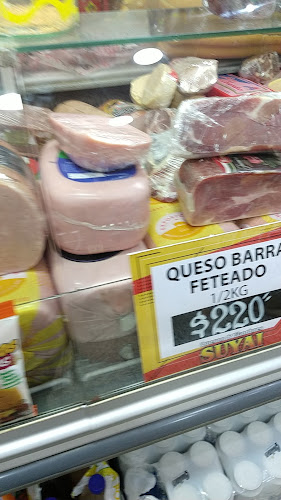 QUESO BARRA
FETEADO
1/2KG
$220
SUYAI